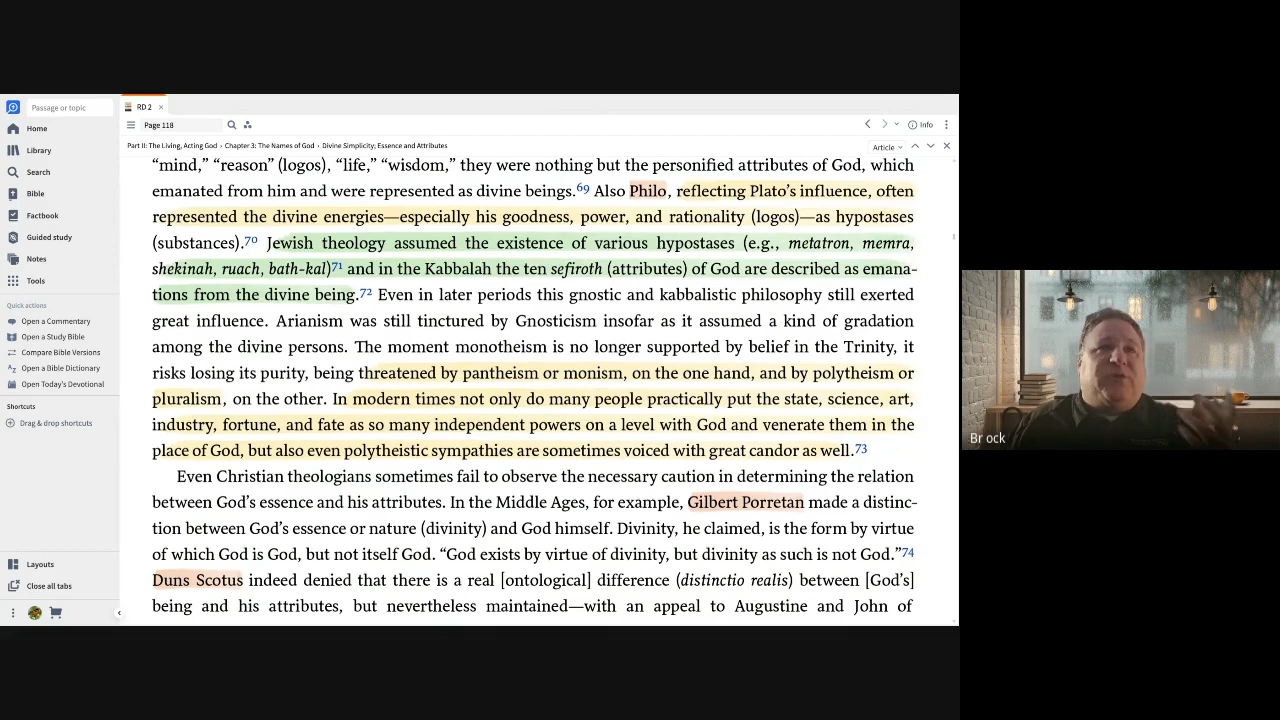 RD 2
Passage or topic
Page 118
Info
Home
Library
Search
Bible
Factbook
Guided study
Notes
Tools
Quick actions
Open a Commentary
Open a Study Bible
Compare Bible Versions
Open a Bible Dictionary
Open Today's Devotional
Shortcuts
Drag & drop shortcuts
Layouts
Close all tabs
Part II: The Living, Acting God › Chapter 3: The Names of God › Divine Simplicity; Essence and Attributes
Article
“mind,” “reason” (logos), “life,” “wisdom,” they were nothing but the personified attributes of God, which
emanated from him and were represented as divine beings.69 Also Philo, reflecting Plato’s influence, often
represented the divine energies—especially his goodness, power, and rationality (logos)—as hypostases
(substances).70 Jewish theology assumed the existence of various hypostases (e.g., metatron, memra,
shekinah, ruach, bath-kal)71 and in the Kabbalah the ten sefiroth (attributes) of God are described as emana-
tions from the divine being.72 Even in later periods this gnostic and kabbalistic philosophy still exerted
great influence. Arianism was still tinctured by Gnosticism insofar as it assumed a kind of gradation
among the divine persons. The moment monotheism is no longer supported by belief in the Trinity, it
risks losing its purity, being threatened by pantheism or monism, on the one hand, and by polytheism or
pluralism, on the other. In modern times not only do many people practically put the state, science, art,
industry, fortune, and fate as so many independent powers on a level with God and venerate them in the
place of God, but also even polytheistic sympathies are sometimes voiced with great candor as well.73
Even Christian theologians sometimes fail to observe the necessary caution in determining the relation
between God’s essence and his attributes. In the Middle Ages, for example, Gilbert Porretan made a distinc-
tion between God’s essence or nature (divinity) and God himself. Divinity, he claimed, is the form by virtue
of which God is God, but not itself God. “God exists by virtue of divinity, but divinity as such is not God.”74
Duns Scotus indeed denied that there is a real [ontological] difference (distinctio realis) between [God’s]
being and his attributes, but nevertheless maintained—with an appeal to Augustine and John of
Br ock